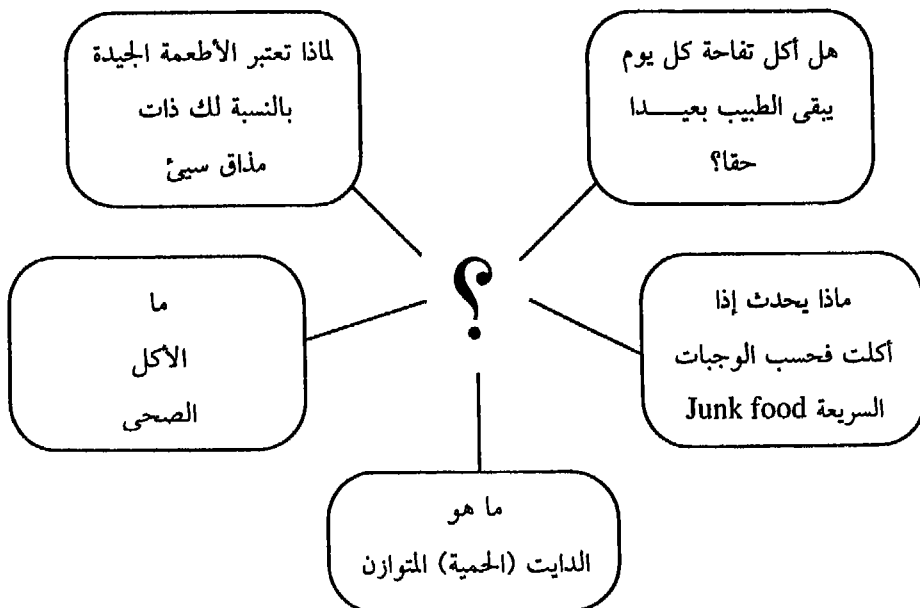 هل أكل تفاحة كل يوم
يبقى الطبيب بعيـــدا
حقا؟
لماذا تعتبر الأطعمة الجيدة
بالنسبة لك ذات
مذاق سيئ
؟
ماذا يحدث إذا
أكلت فحسب الوجبات
السريعة Junk food
ما
الأكل
الصحى
ما هو
الدايت (الحمية) المتوازن